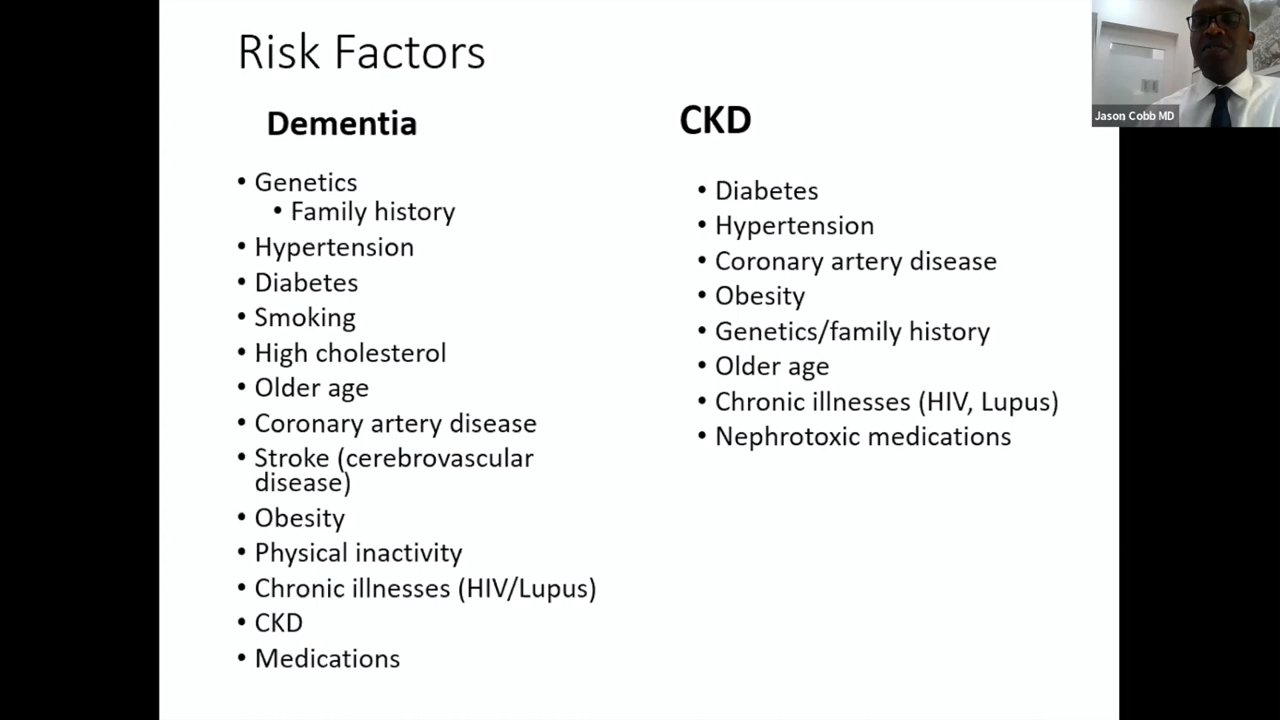 Risk Factors
Dementia
• Genetics
• Family history
• Hypertension
• Diabetes
• Smoking
• High cholesterol
• Older age
• Coronary artery disease
• Stroke (cerebrovascular
disease)
• Obesity
• Physical inactivity
• Chronic illnesses (HIV/Lupus)
• CKD
• Medications
CKD
• Diabetes
• Hypertension
• Coronary artery disease
• Obesity
• Genetics/family history
• Older age
• Chronic illnesses (HIV, Lupus)
• Nephrotoxic medications
Jason Cobb MD